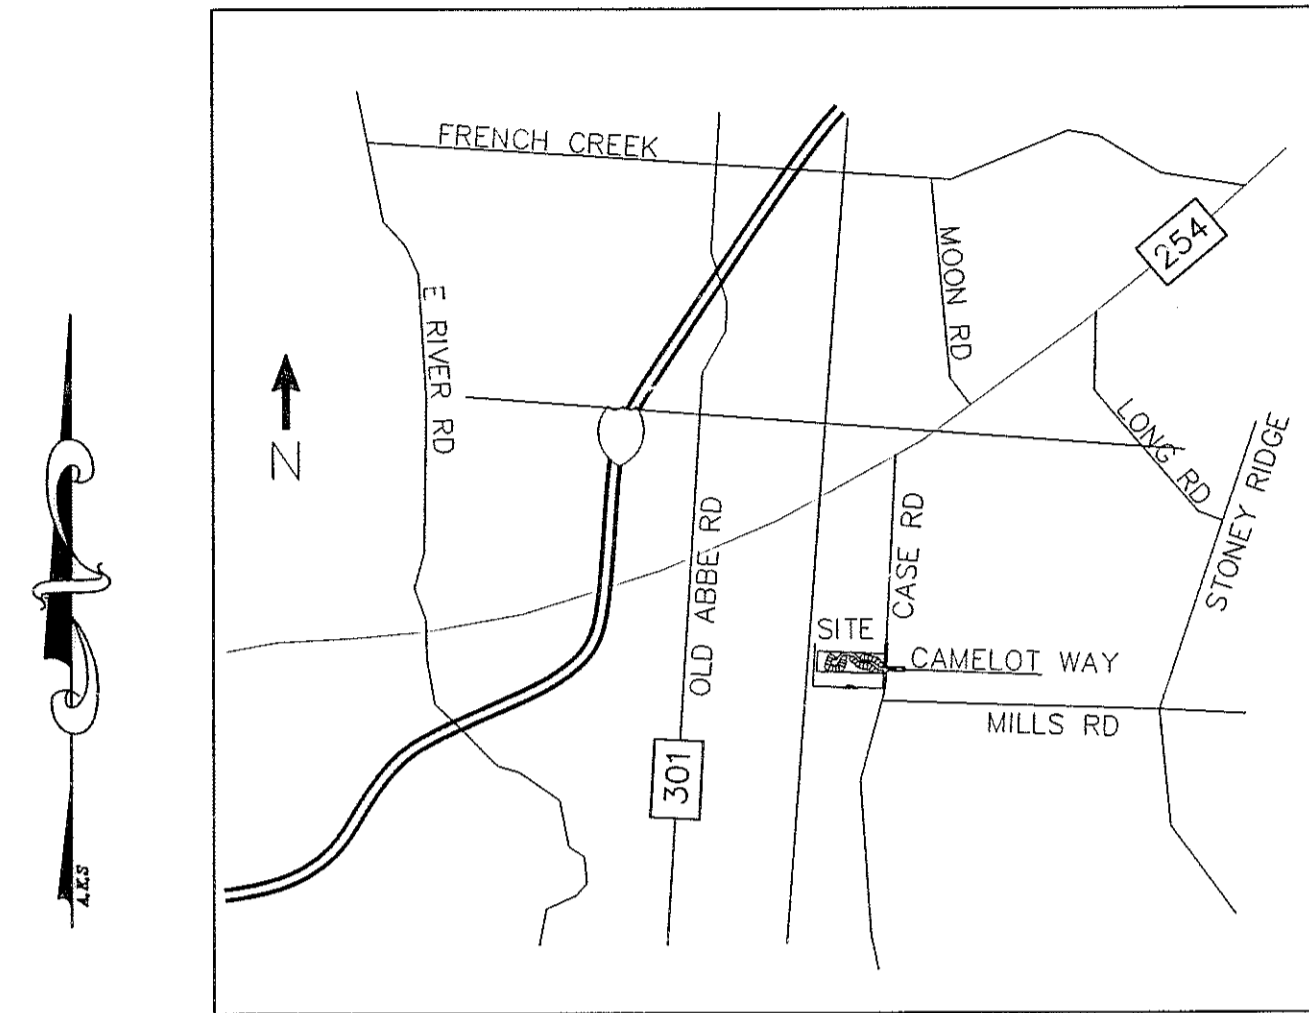 FRENCH CREEK
254
MOON RD
E RIVER RD
N
LONG RD
STONEY RIDGE
OLD ABBE RD
CASE RD
SITE
CAMELOT WAY
MILLS RD
301
A.K.S